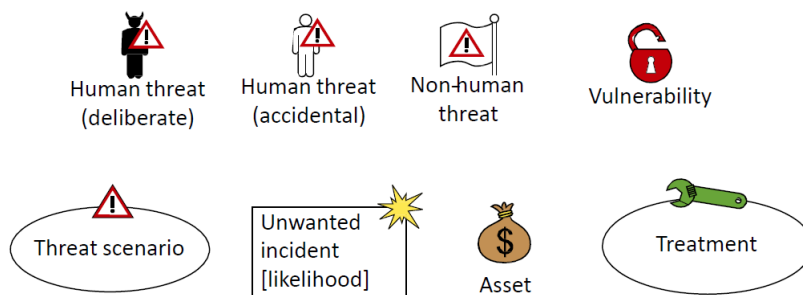 Human threat
(deliberate)
Human threat
(accidental)
Non-human
threat
Vulnerability
Threat scenario
Unwanted
incident
[likelihood]
$
Asset
Treatment